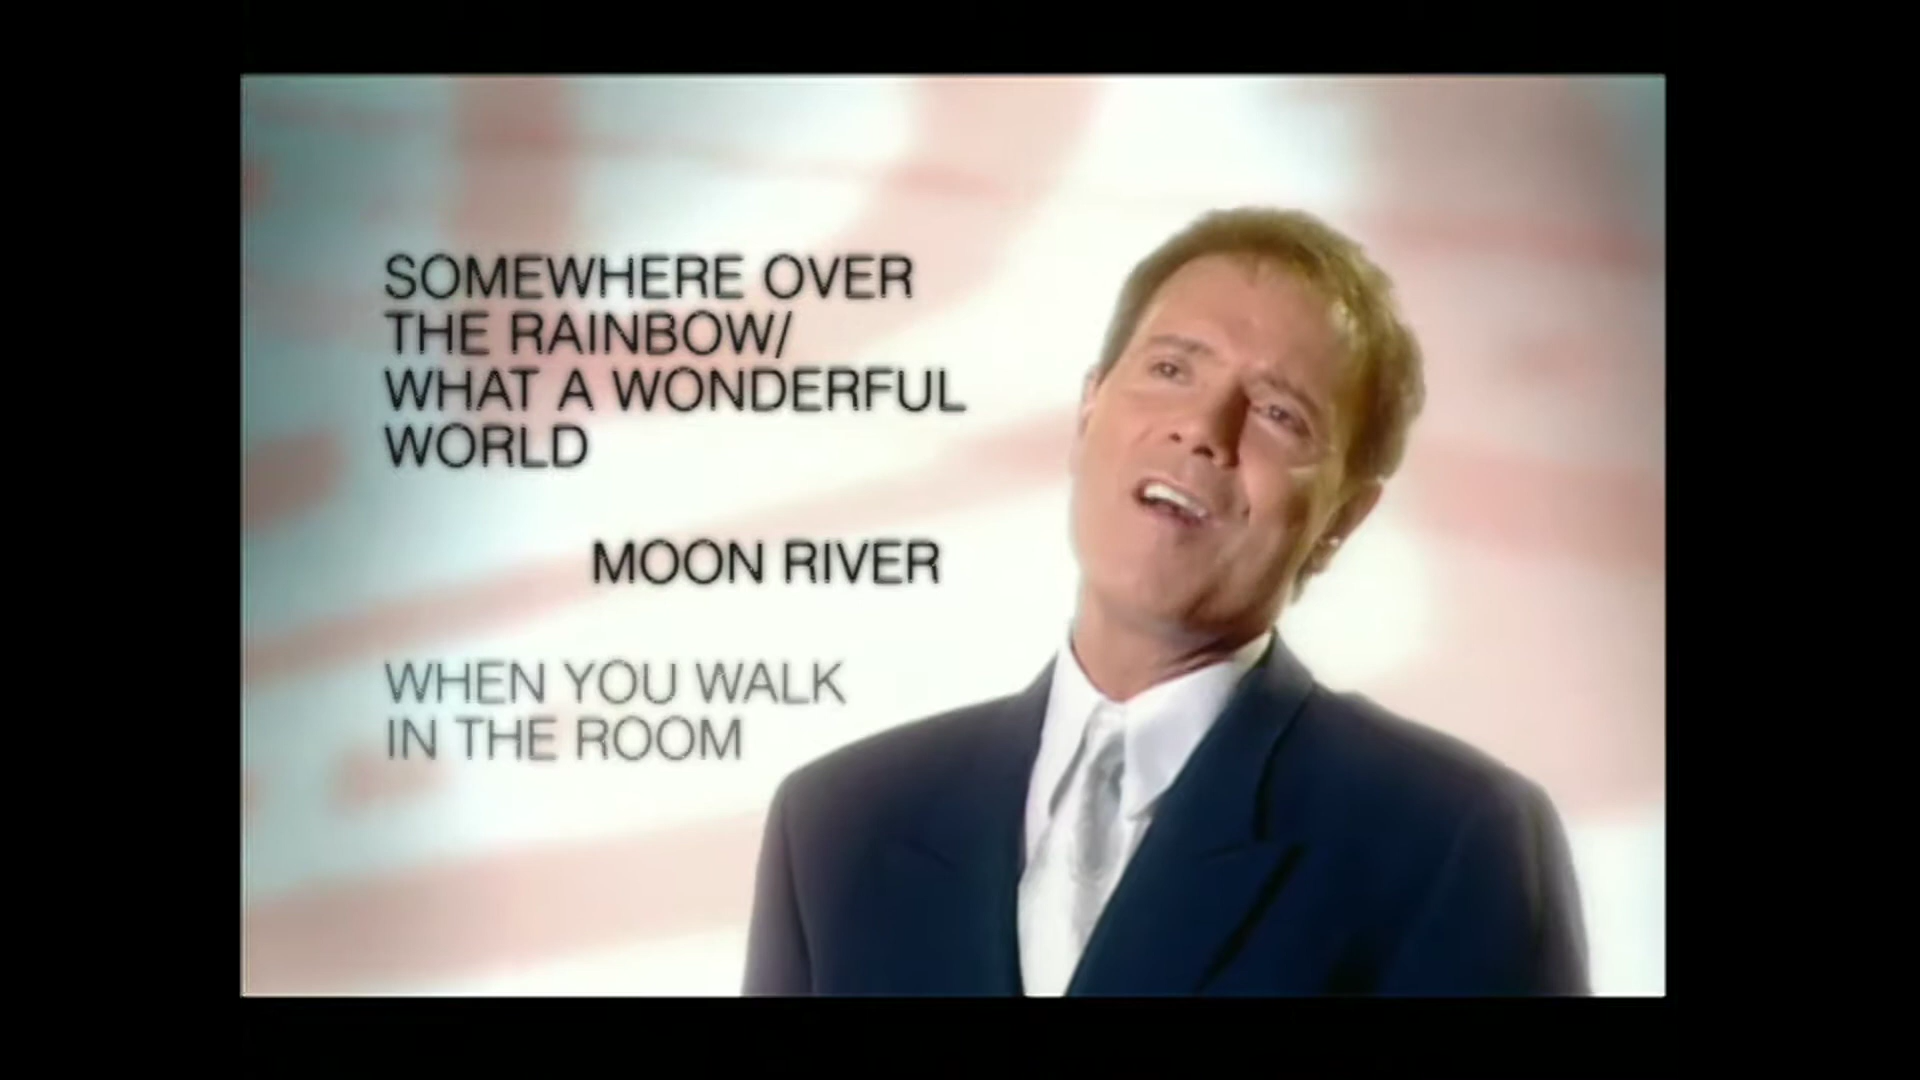 SOMEWHERE OVER
THE RAINBOW/
WHAT A WONDERFUL
WORLD
MOON RIVER
WHEN YOU WALK
IN THE ROOM